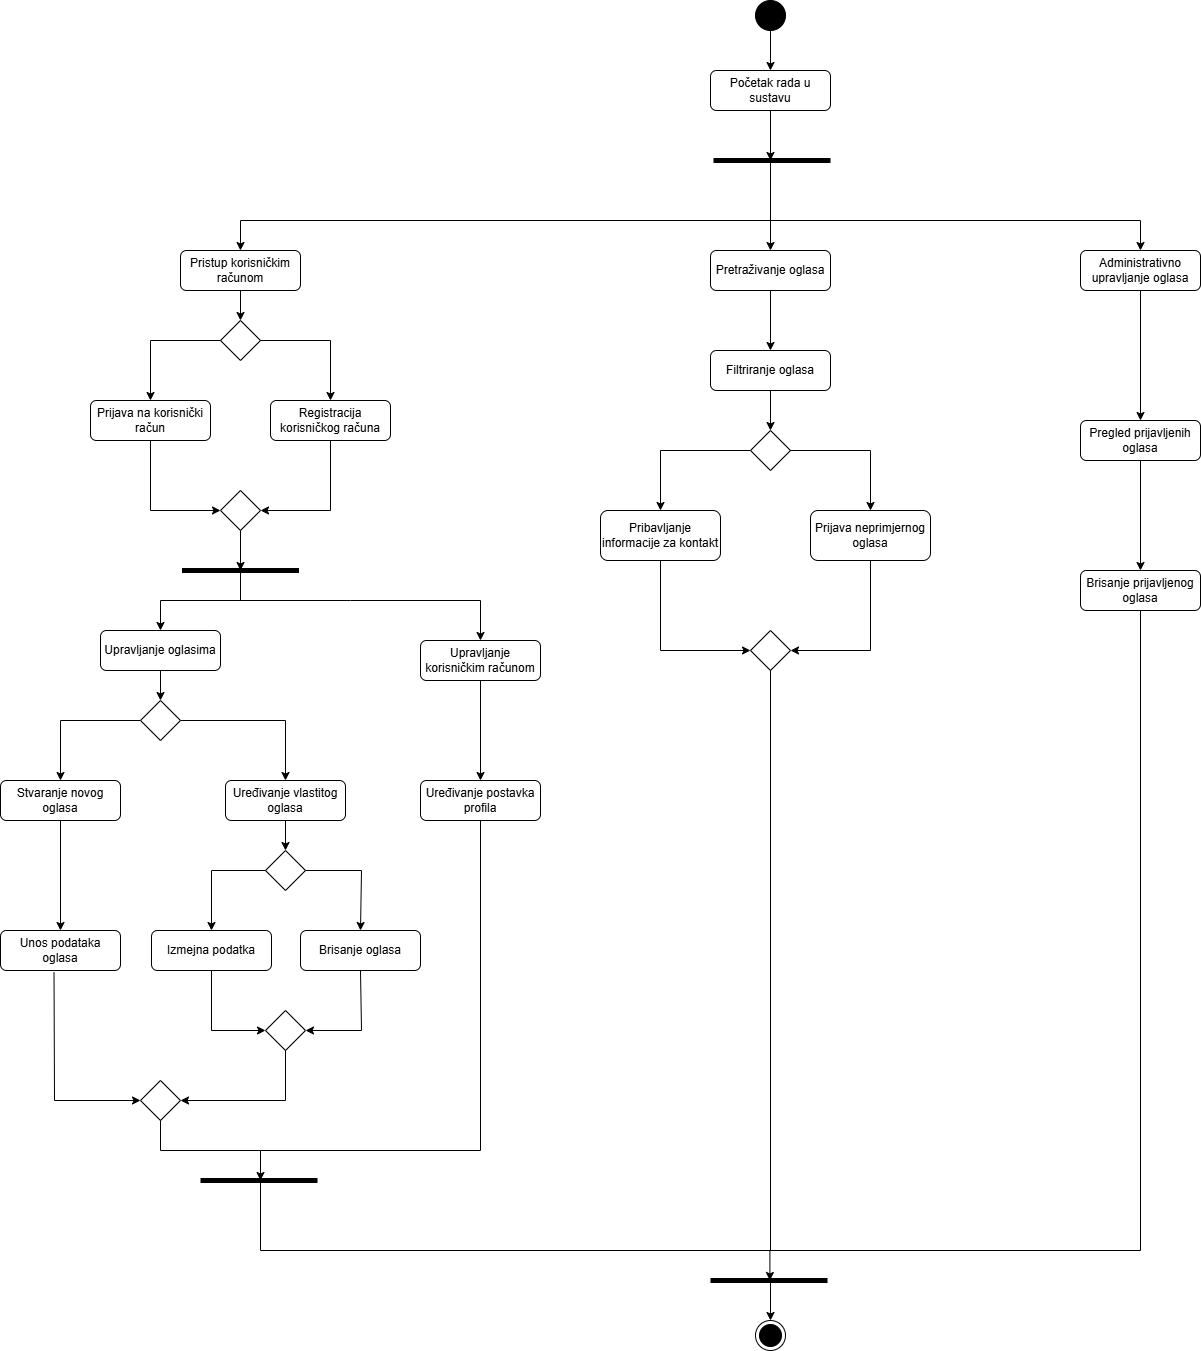 Početak rada u
sustavu
Pristup korisničkim
računom
Pretraživanje oglasa
Administrativno
upravljanje oglasa
Filtriranje oglasa
Prijava na korisnički
račun
Registracija
korisničkog računa
Pregled prijavljenih
oglasa
Pribavljanje
informacije za kontakt
Prijava neprimjernog
oglasa
Brisanje prijavljenog
oglasa
Upravljanje oglasima
Upravljanje
korisničkim računom
Stvaranje novog
oglasa
Uređivanje vlastitog
oglasa
Uređivanje postavka
profila
Unos podataka
oglasa
Izmejna podatka
Brisanje oglasa